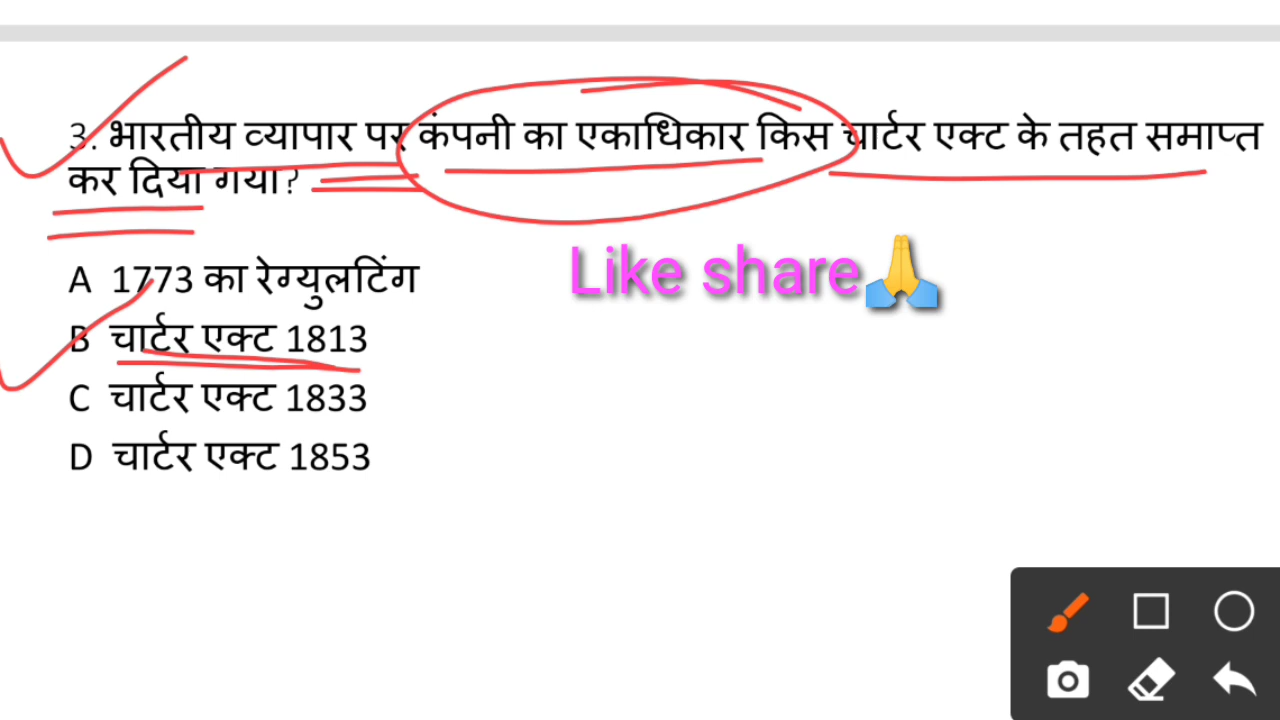 3. भारतीय व्यापार पर कंपनी का एकाधिकार किस चार्टर एक्ट के तहत समाप्त
कर दिया गया?
Like share🙏
A 1773 का रेग्युलटिंग
B चार्टर एक्ट 1813
C चार्टर एक्ट 1833
D चार्टर एक्ट 1853